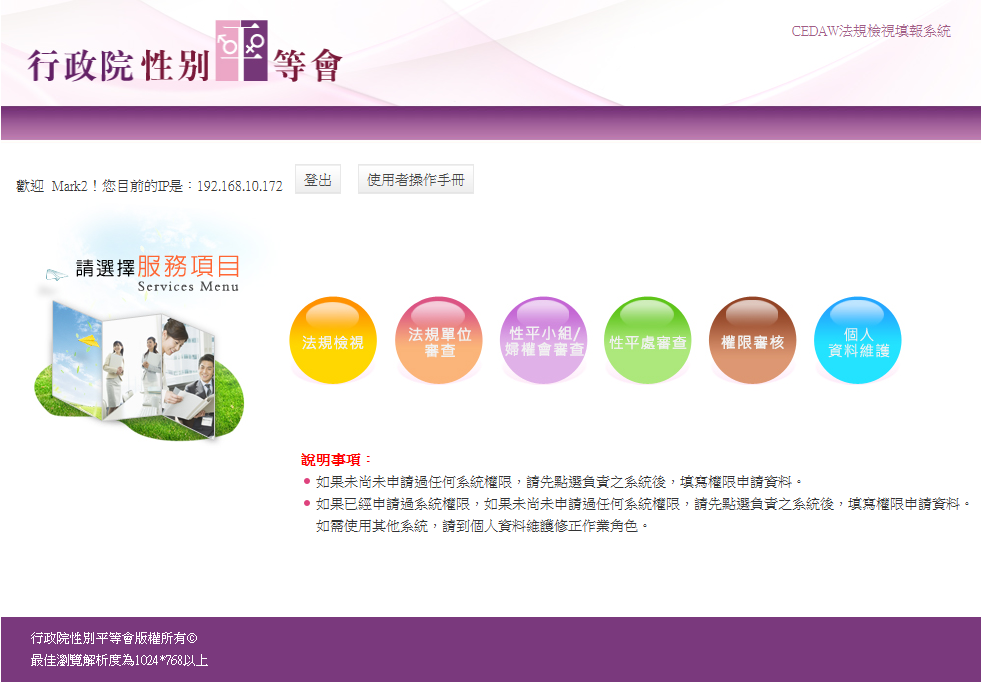 行政院性別平等會
CEDAW法規檢視填報系統
歡迎 Mark2！您目前的IP是：192.168.10.172
登出
使用者操作手冊
請選擇服務項目
Services Menu
法規檢視
法規單位
審查
性平小組/
婦權會審查
性平處審查
權限審核
個人
資料維護
說明事項：
如果未尚未申請過任何系統權限，請先點選負責之系統後，填寫權限申請資料。
如果已經申請過系統權限，如果未尚未申請過任何系統權限，請先點選負責之系統後，填寫權限申請資料。
如需使用其他系統，請到個人資料維護修正作業角色。
行政院性別平等會版權所有©
最佳瀏覽解析度為1024*768以上